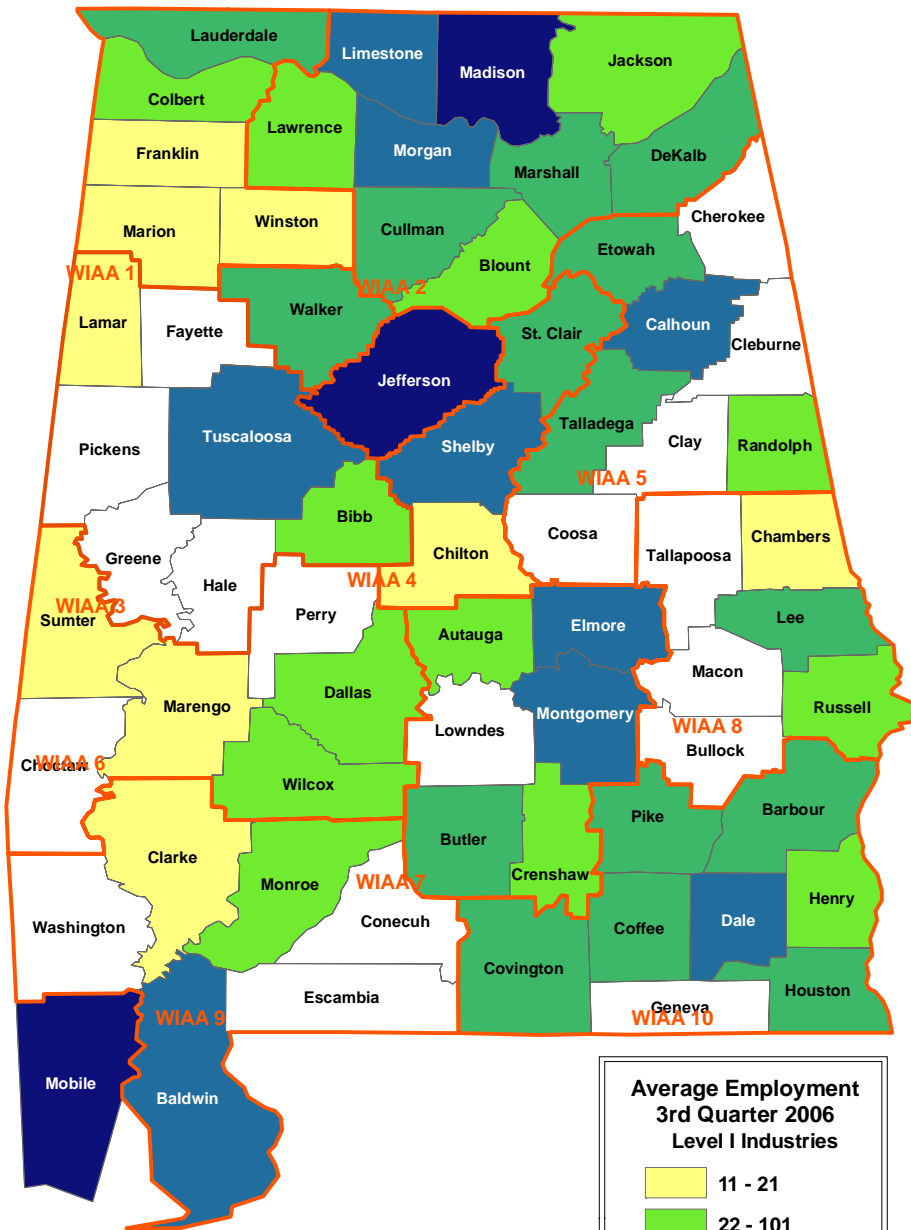 Lauderdale
Limestone
Madison
Jackson
Colbert
Lawrence
Franklin
Morgan
Marshall
DeKalb
Cherokee
Marion
Winston
Cullman
Etowah
Blount
WIAA 1
WIAA 2
Lamar
Fayette
Walker
St. Clair
Calhoun
Cleburne
Jefferson
Pickens
Tuscaloosa
Shelby
Talladega
Clay
Randolph
WIAA 5
Bibb
Greene
Hale
Chilton
Coosa
Tallapoosa
Chambers
WIAA 4
WIAA 3
Sumter
Perry
Autauga
Elmore
Lee
Macon
Marengo
Dallas
Lowndes
Montgomery
Russell
WIAA 8
Bullock
Choctaw
WIAA 6
Wilcox
Pike
Barbour
Clarke
Butler
Crenshaw
Monroe
WIAA 7
Henry
Washington
Conecuh
Coffee
Dale
Covington
Escambia
Geneva
Houston
WIAA 9
WIAA 10
Mobile
Baldwin
Average Employment
3rd Quarter 2006
Level I Industries
11 - 21
22 - 101